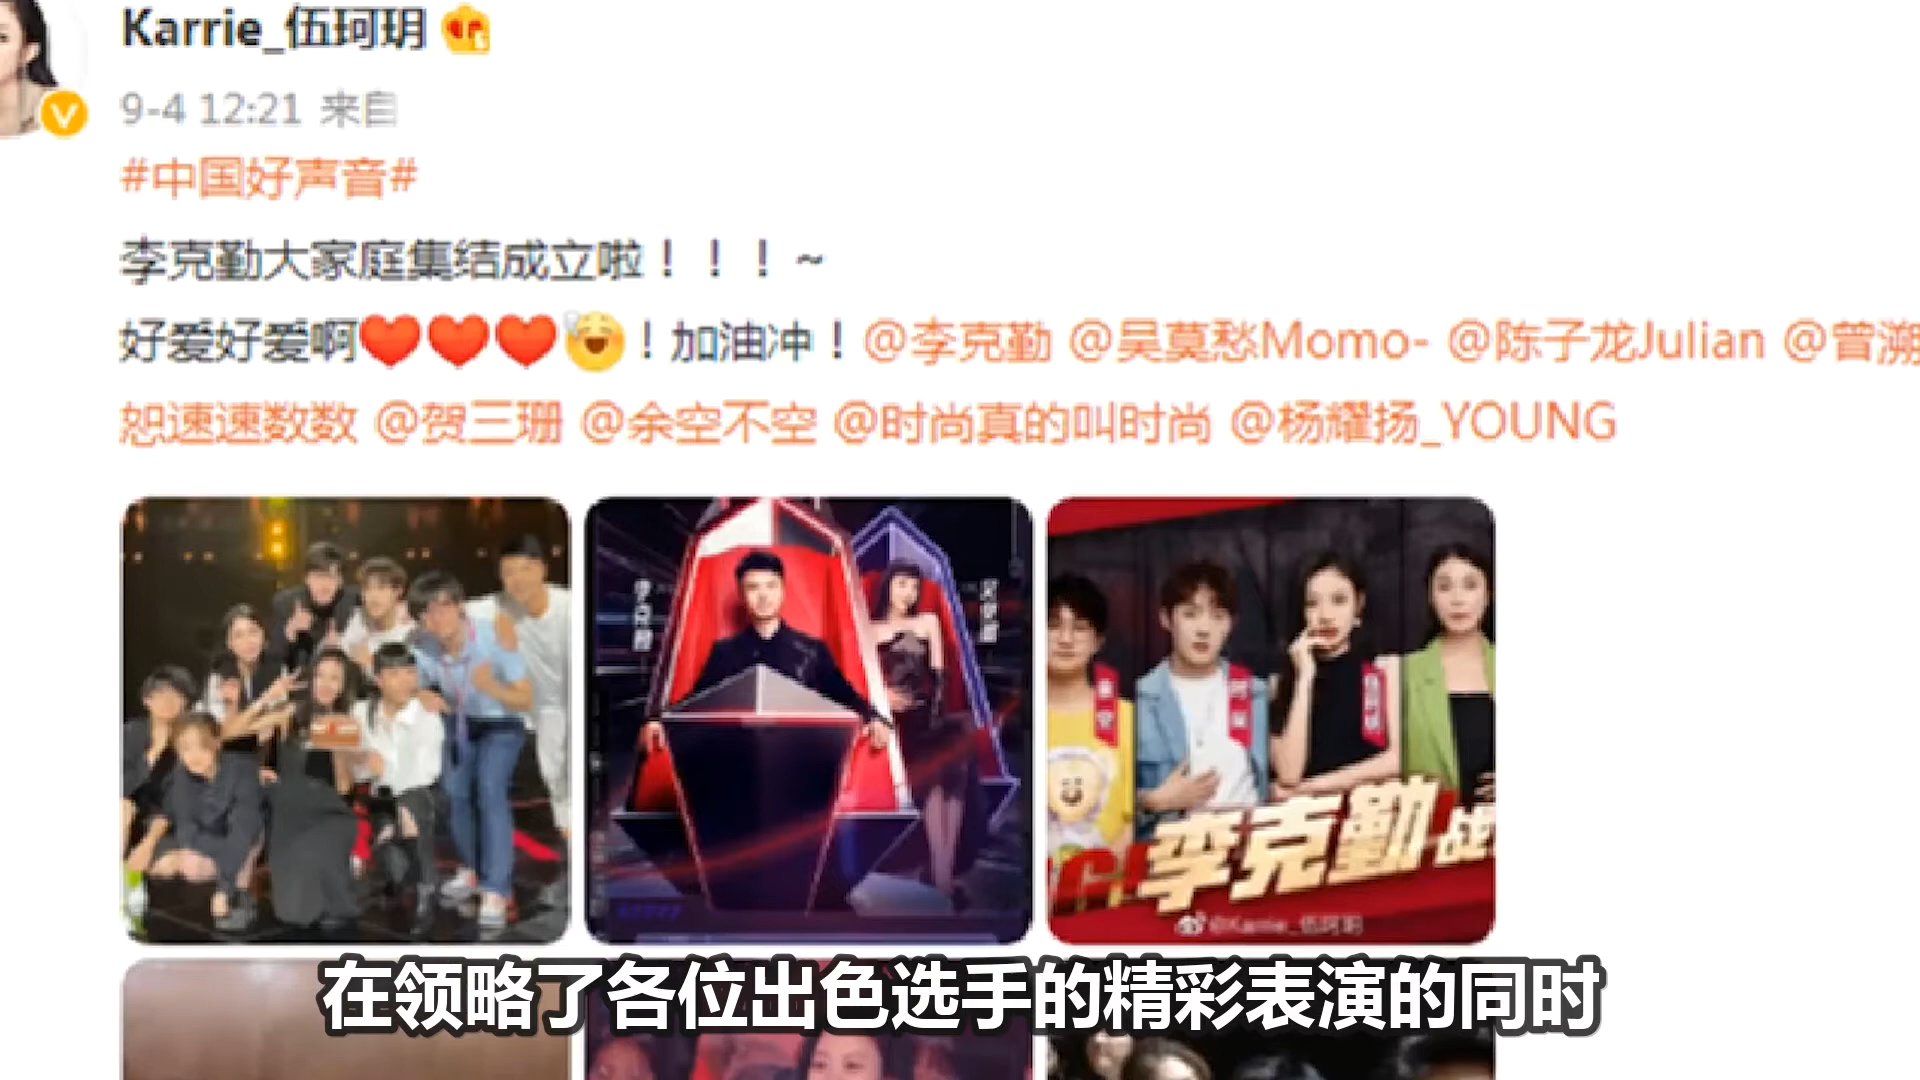 Karrie_伍珂玥
9-4 12:21 来自
#中国好声音#
李克勤大家庭集结成立啦！！！~
好爱好爱啊！加油冲！@李克勤 @吴莫愁Momo- @陈子龙Julian @曾溯
恕速速数数 @贺三珊 @余空不空 @时尚真的叫时尚 @杨耀扬_YOUNG
李克勤
李克勤战
@Karrie_伍珂玥
在领略了各位出色选手的精彩表演的同时